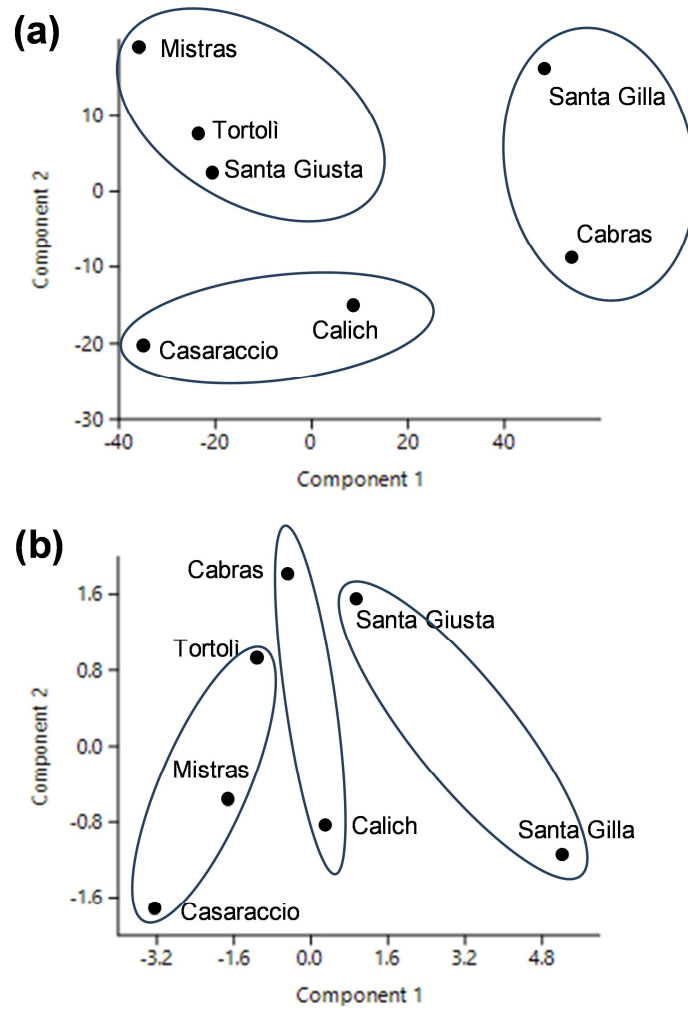 (a)
Mistras
Santa Gilla
10
Tortolì
Santa Giusta
0
Component 2
Cabras
-10
Calich
-20
Casaraccio
-30
-40
-20
0
20
40
Component 1
(b)
Cabras
1.6
Santa Giusta
Tortolì
0.8
Component 2
0.0
Mistras
-0.8
Calich
Santa Gilla
-1.6
Casaraccio
-3.2
-1.6
0.0
1.6
3.2
4.8
Component 1